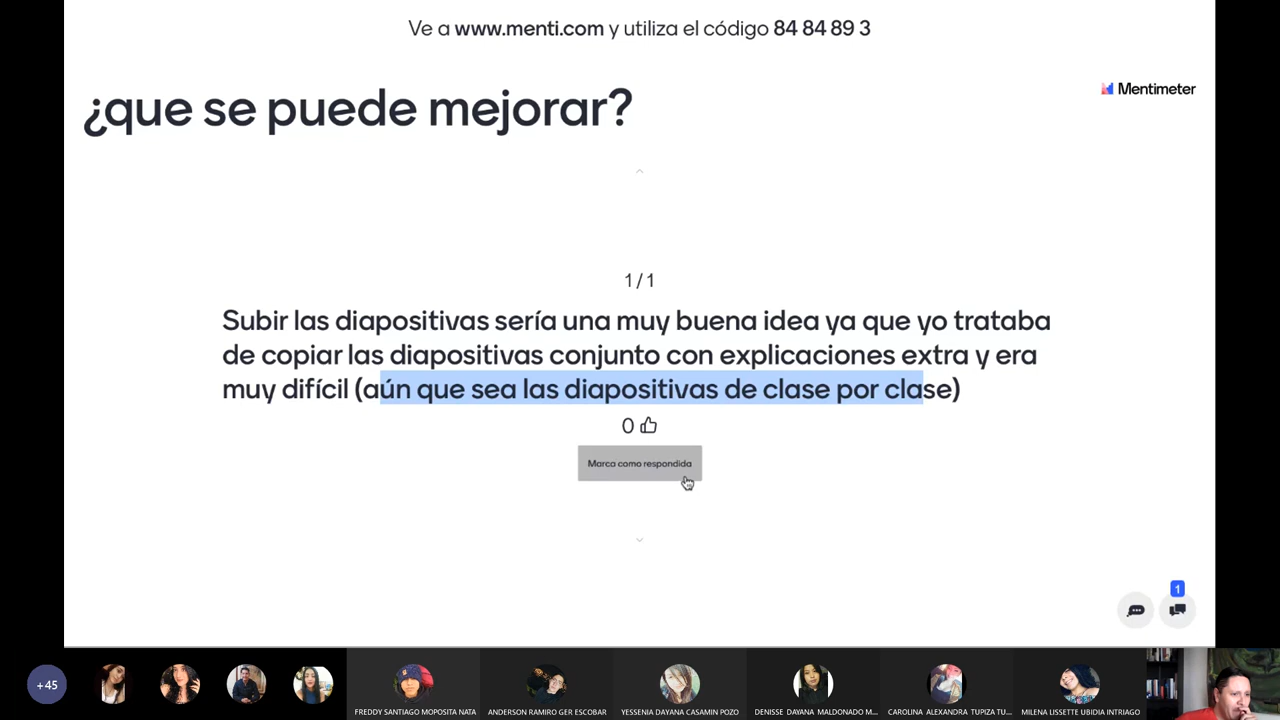 Ve a www.menti.com y utiliza el código 84 84 89 3
¿que se puede mejorar?
Mentimeter
1 / 1
Subir las diapositivas sería una muy buena idea ya que yo trataba
de copiar las diapositivas conjunto con explicaciones extra y era
muy difícil (aún que sea las diapositivas de clase por clase)
0
Marca como respondida
1
+45
FREDDY SANTIAGO MOPOSITA NATA
ANDERSON RAMIRO GER ESCOBAR
YESSENIA DAYANA CASAMIN POZO
DENISSE DAYANA MALDONADO M...
CAROLINA ALEXANDRA TUPIZA TU...
MILENA LISSETTE UBIDIA INTRIAGO